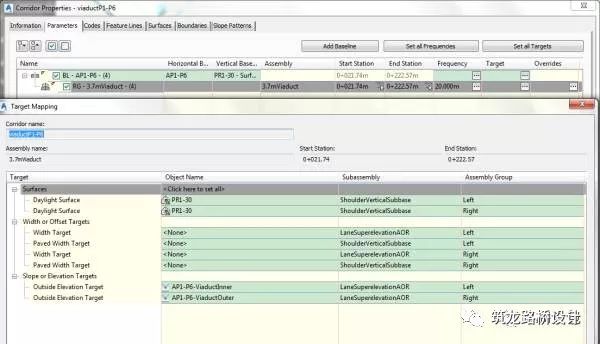 Corridor Properties - viaductP1-P6
Information Parameters Codes Feature Lines Surfaces Boundaries Slope Patterns
Add Baseline Set all Frequencies Set all Targets
Name Horizontal B... Vertical Base... Assembly Start Station End Station Frequency Target Overrides
BL - AP1-P6 - (4) AP1-P6 PR1-30 - Surf... 0+021.74m 0+222.57m
RG - 3.7mViaduct - (4) 3.7mViaduct 0+021.74m 0+222.57m 20.000m
Target Mapping
Corridor name:
viaductP1-P6
Assembly name: Start Station: End Station:
3.7mViaduct 0+021.74 0+222.57
Target Object Name Subassembly Assembly Group
Surfaces <Click here to set all>
Daylight Surface PR1-30 ShoulderVerticalSubbase Left
Daylight Surface PR1-30 ShoulderVerticalSubbase Right
Width or Offset Targets
Width Target <None> LaneSuperelevationAOR Left
Paved Width Target <None> ShoulderVerticalSubbase Left
Width Target <None> LaneSuperelevationAOR Right
Paved Width Target <None> ShoulderVerticalSubbase Right
Slope or Elevation Targets
Outside Elevation Target AP1-P6-ViaductInner LaneSuperelevationAOR Left
Outside Elevation Target AP1-P6-ViaductOuter LaneSuperelevationAOR Right
筑龙路桥设计